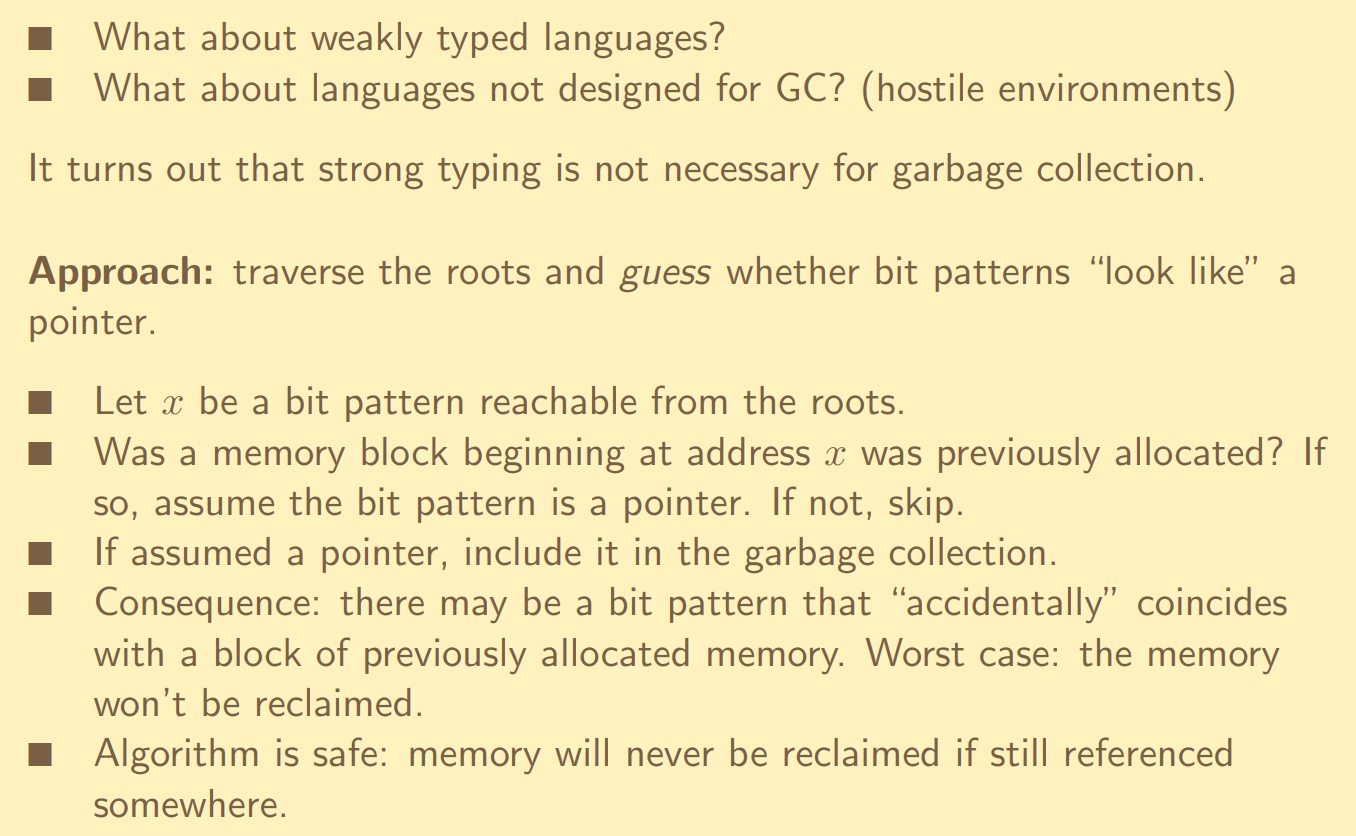 ■ What about weakly typed languages?
■ What about languages not designed for GC? (hostile environments)
It turns out that strong typing is not necessary for garbage collection.
Approach: traverse the roots and guess whether bit patterns “look like” a
pointer.
■ Let x be a bit pattern reachable from the roots.
■ Was a memory block beginning at address x was previously allocated? If
so, assume the bit pattern is a pointer. If not, skip.
■ If assumed a pointer, include it in the garbage collection.
■ Consequence: there may be a bit pattern that “accidentally” coincides
with a block of previously allocated memory. Worst case: the memory
won’t be reclaimed.
■ Algorithm is safe: memory will never be reclaimed if still referenced
somewhere.